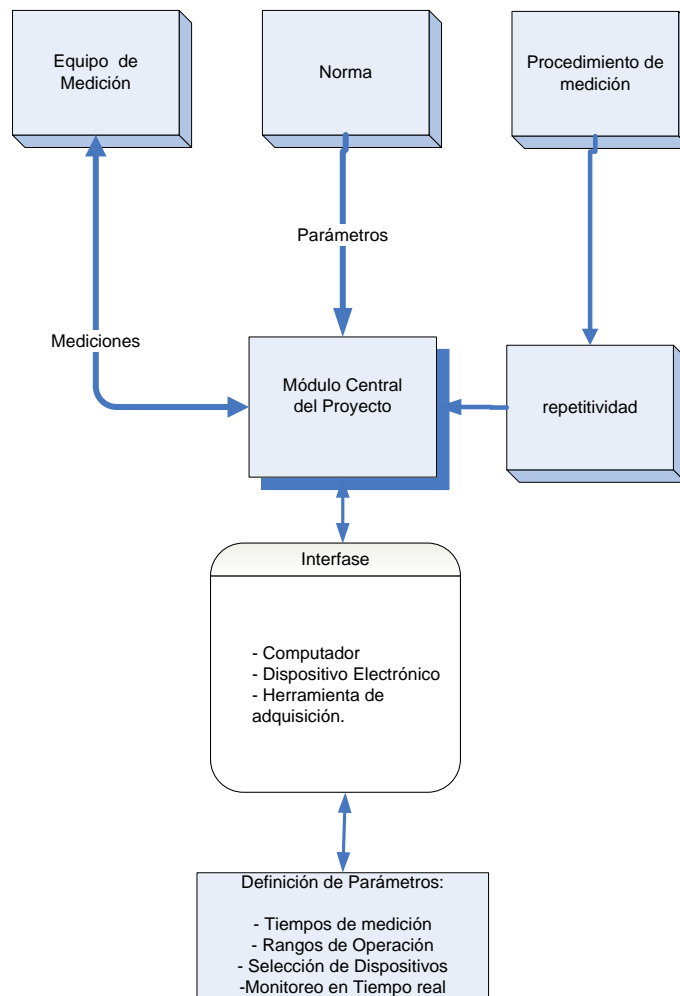 Equipo de
Medición
Norma
Procedimiento de
medición
Parámetros
Mediciones
Módulo Central
del Proyecto
repetitividad
Interfase
- Computador
- Dispositivo Electrónico
- Herramienta de
adquisición.
Definición de Parámetros:
- Tiempos de medición
- Rangos de Operación
- Selección de Dispositivos
-Monitoreo en Tiempo real